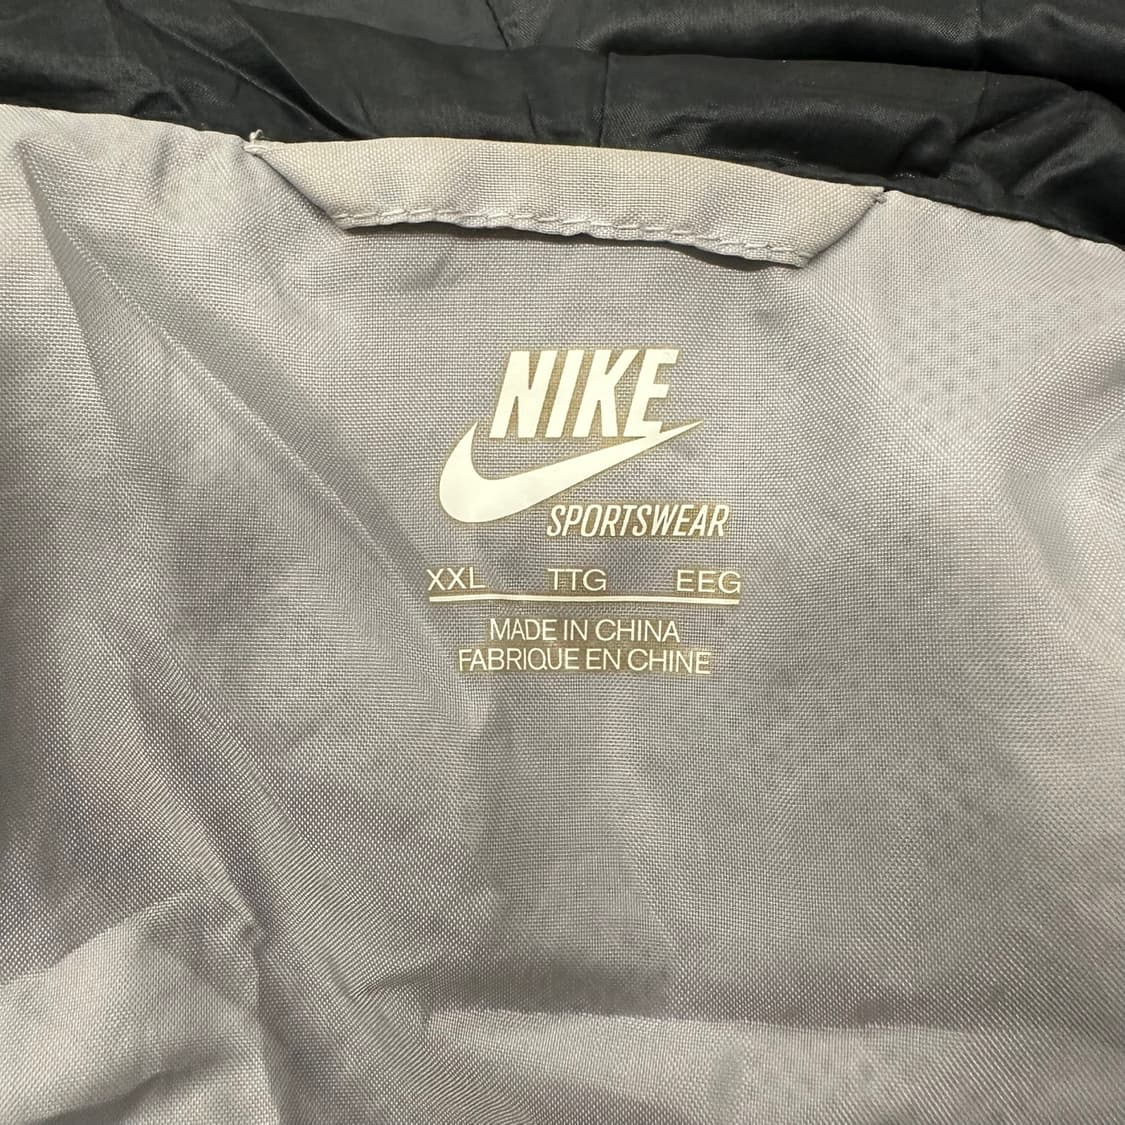 NIKE
SPORTSWEAR
XXL TTG EEG
MADE IN CHINA
FABRIQUE EN CHINE